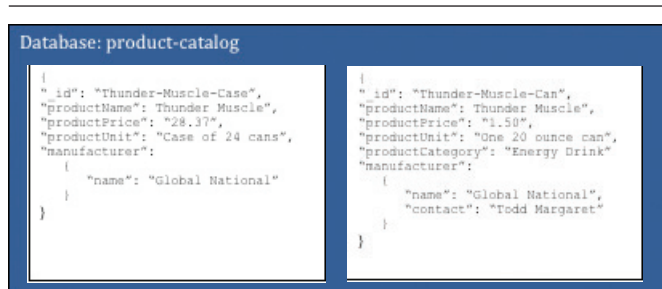 Database: product-catalog
{
"_id": "Thunder-Muscle-Case",
"productName": Thunder Muscle",
"productPrice": "28.37",
"productUnit": "Case of 24 cans",
"manufacturer":
{
"name": "Global National"
}
}
{
"_id": "Thunder-Muscle-Can",
"productName": Thunder Muscle",
"productPrice": "1.50",
"productUnit": "One 20 ounce can",
"productCategory": "Energy Drink"
"manufacturer":
{
"name": "Global National",
"contact": "Todd Margaret"
}
}